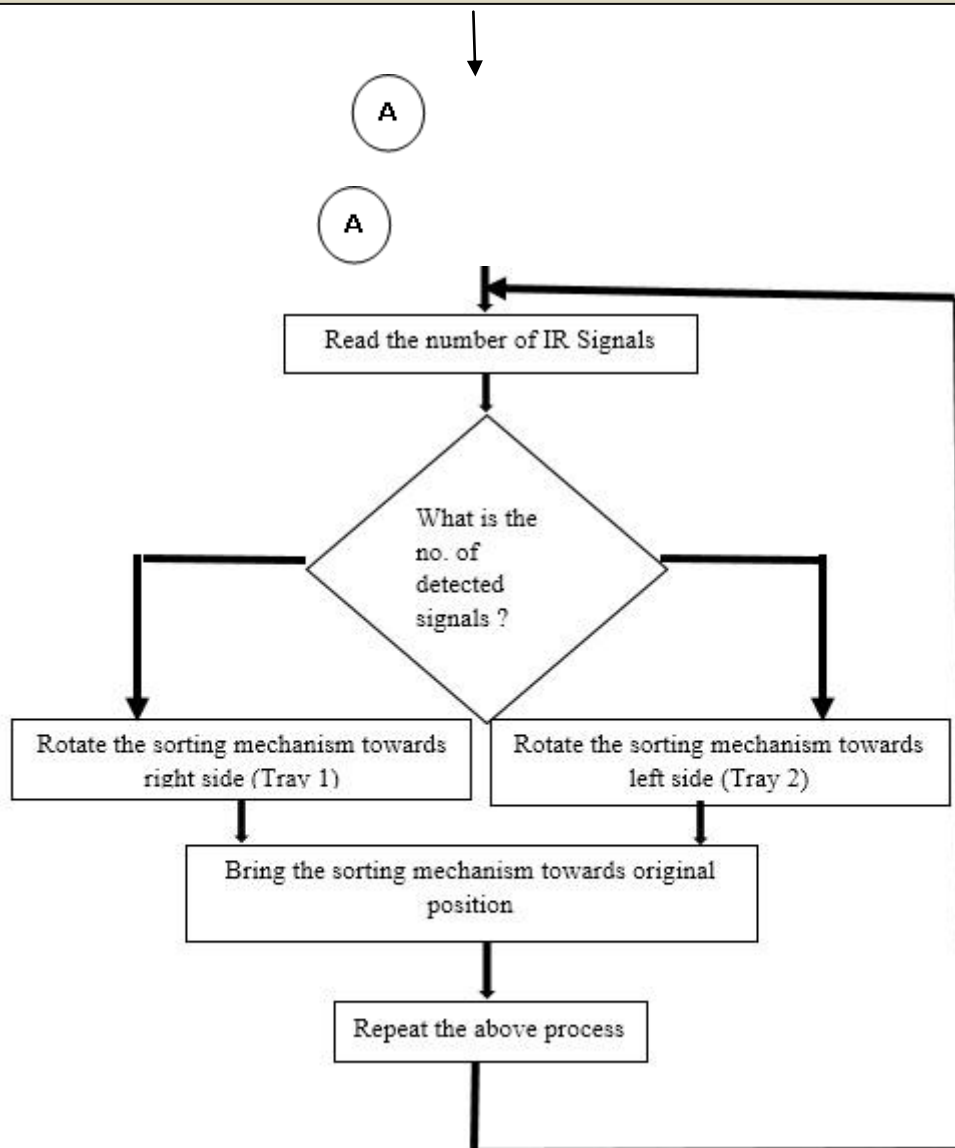 A
A
Read the number of IR Signals
What is the
no. of
detected
signals ?
Rotate the sorting mechanism towards
right side (Tray 1)
Rotate the sorting mechanism towards
left side (Tray 2)
Bring the sorting mechanism towards original
position
Repeat the above process